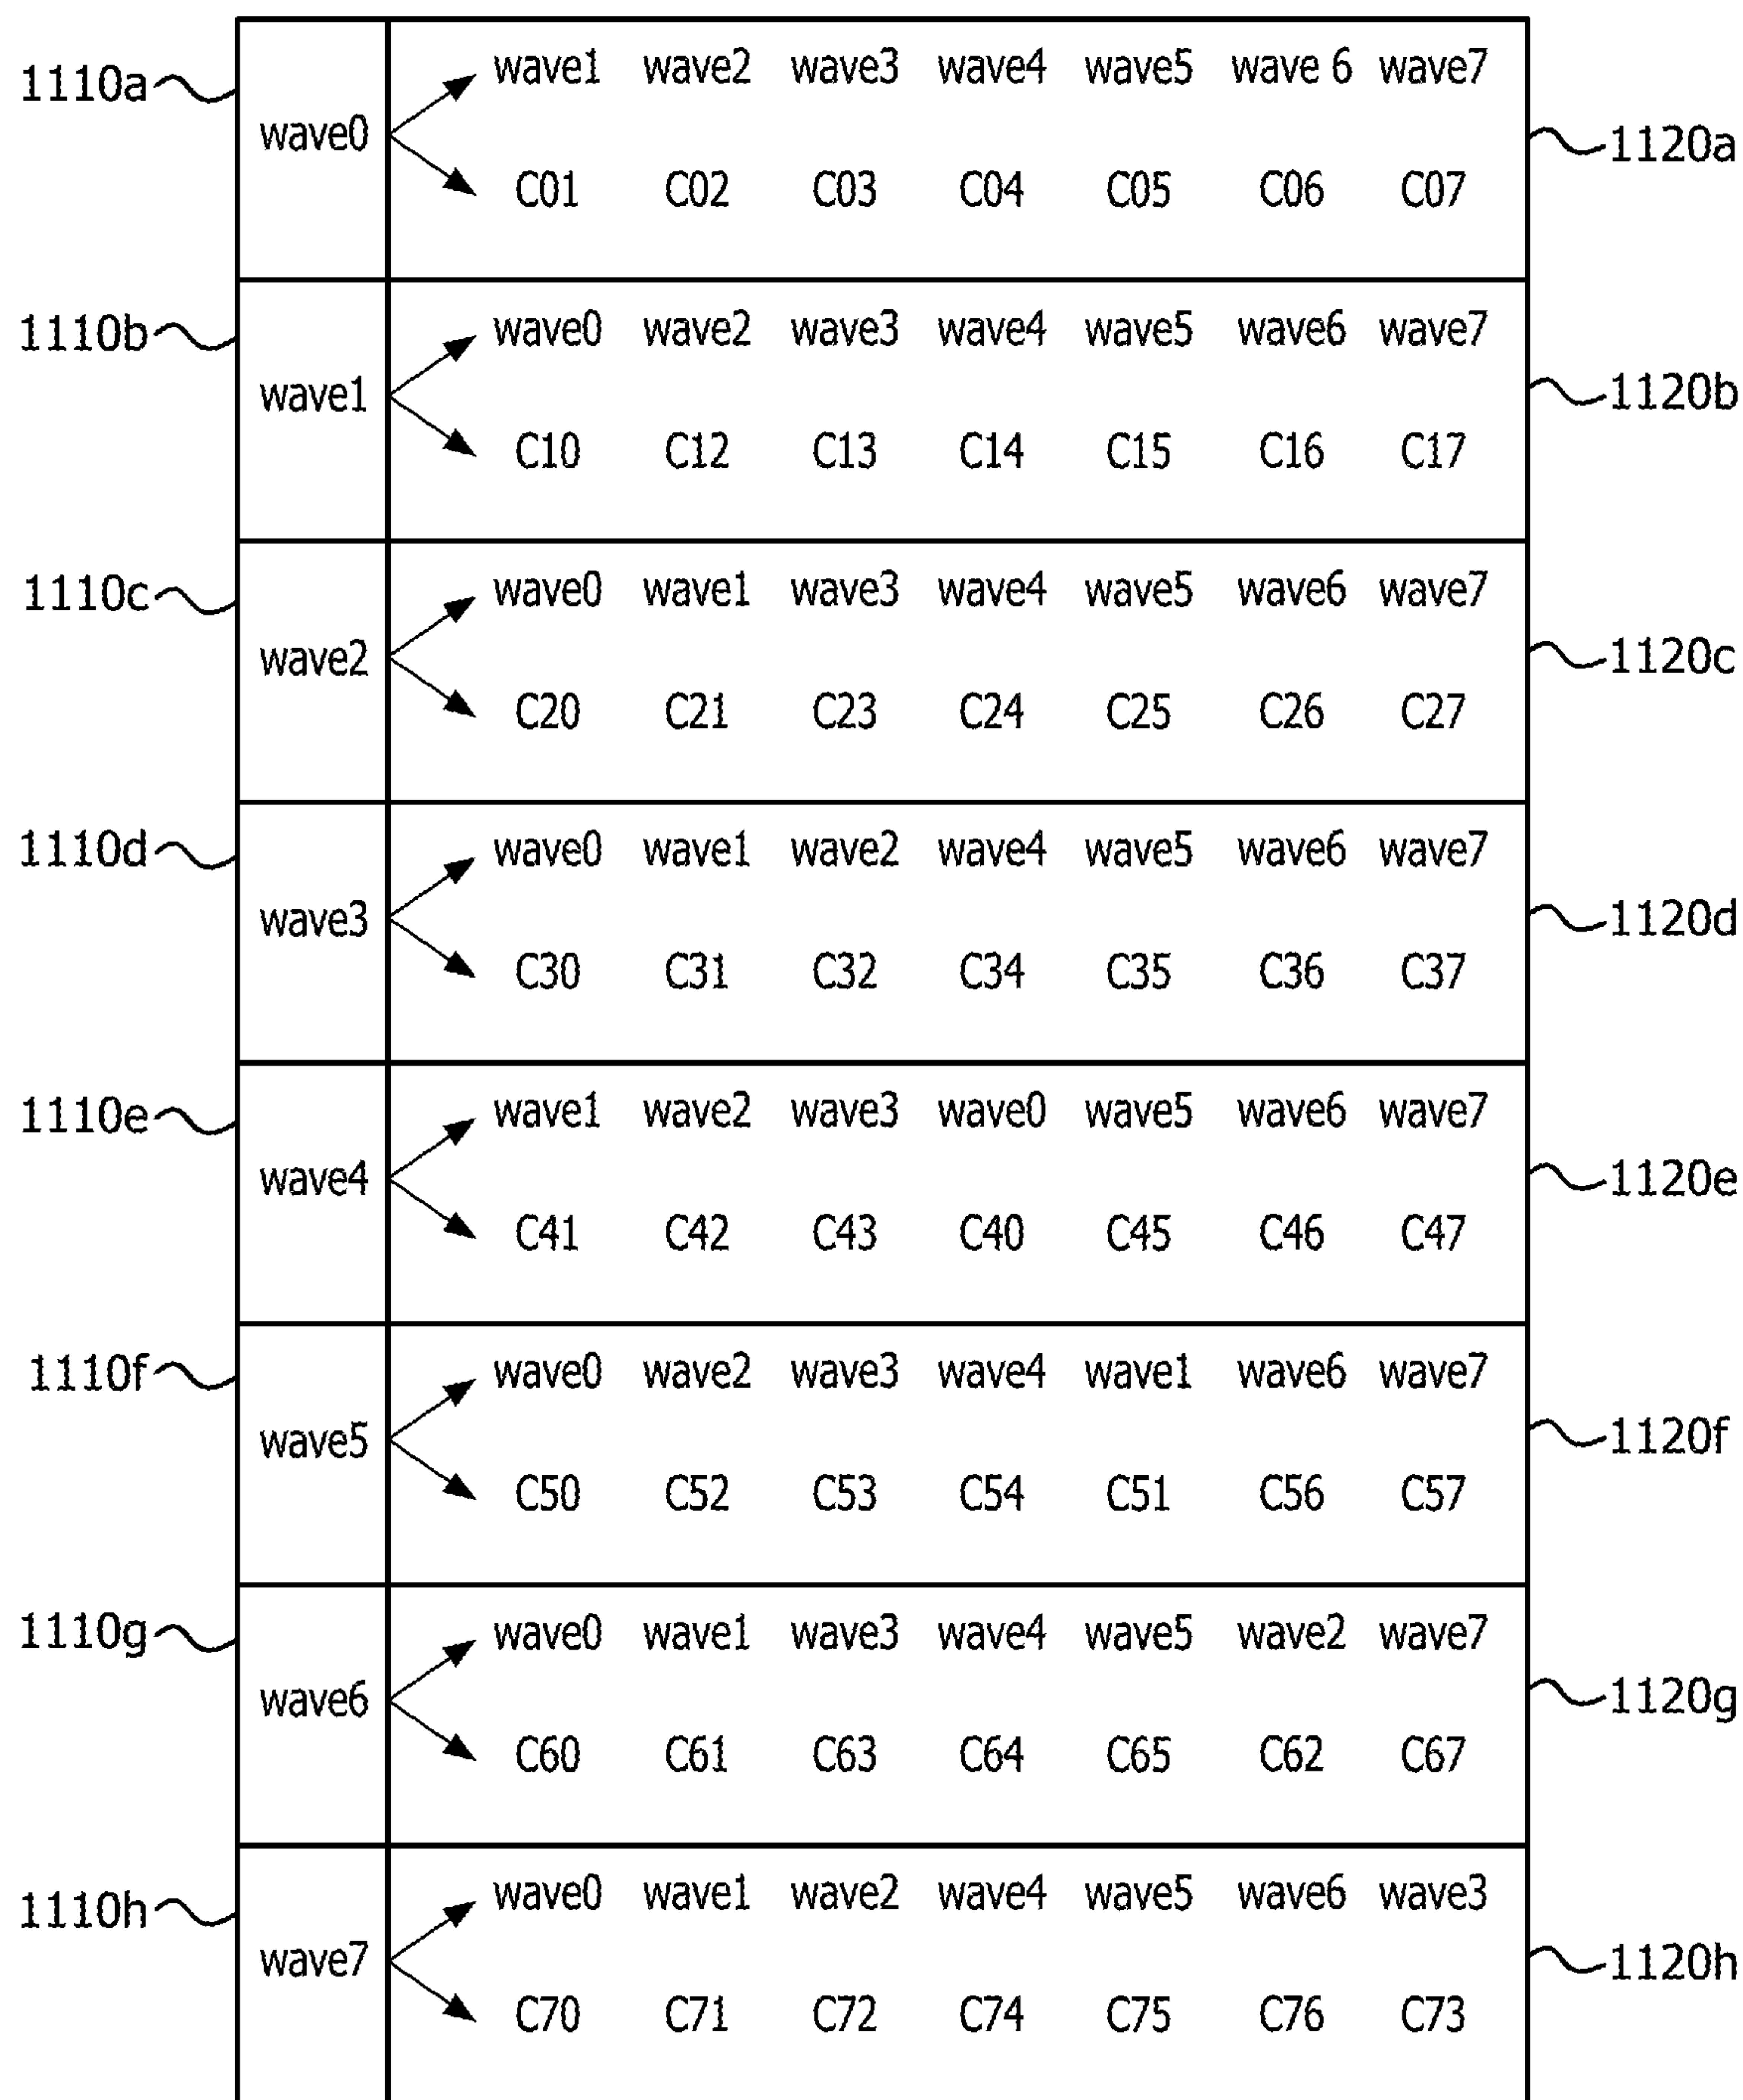 1110a
wave0
wave1 wave2 wave3 wave4 wave5 wave 6 wave7
C01 C02 C03 C04 C05 C06 C07
1120a
1110b
wave1
wave0 wave2 wave3 wave4 wave5 wave6 wave7
C10 C12 C13 C14 C15 C16 C17
1120b
1110c
wave2
wave0 wave1 wave3 wave4 wave5 wave6 wave7
C20 C21 C23 C24 C25 C26 C27
1120c
1110d
wave3
wave0 wave1 wave2 wave4 wave5 wave6 wave7
C30 C31 C32 C34 C35 C36 C37
1120d
1110e
wave4
wave1 wave2 wave3 wave0 wave5 wave6 wave7
C41 C42 C43 C40 C45 C46 C47
1120e
1110f
wave5
wave0 wave2 wave3 wave4 wave1 wave6 wave7
C50 C52 C53 C54 C51 C56 C57
1120f
1110g
wave6
wave0 wave1 wave3 wave4 wave5 wave2 wave7
C60 C61 C63 C64 C65 C62 C67
1120g
1110h
wave7
wave0 wave1 wave2 wave4 wave5 wave6 wave3
C70 C71 C72 C74 C75 C76 C73
1120h